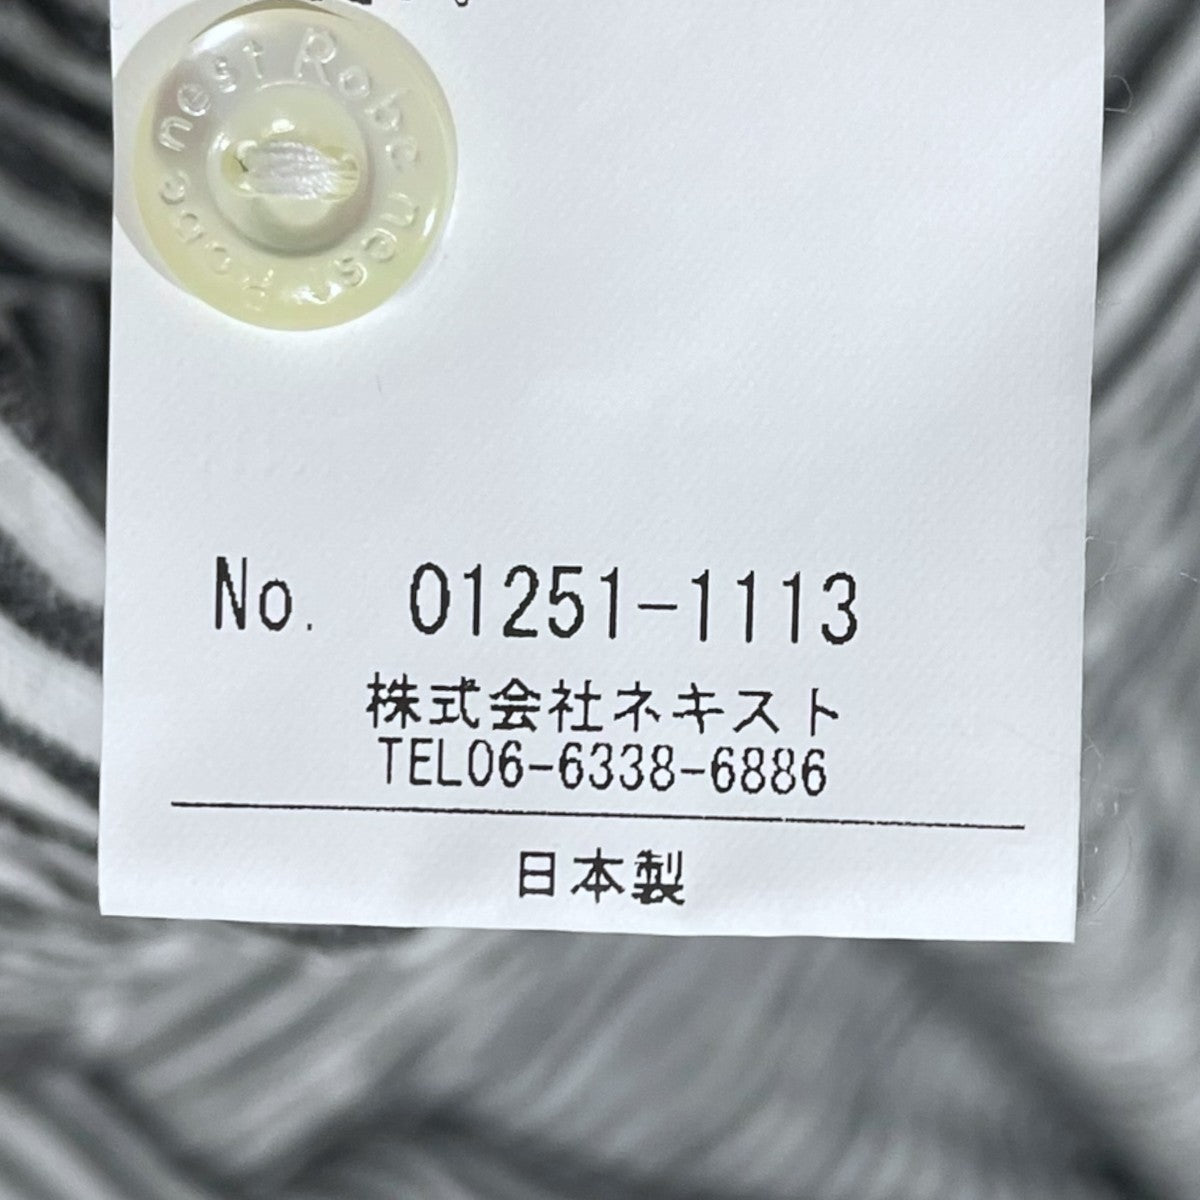 nest Robe nest Robe
No. 01251-1113
株式会社ネキスト
TEL06-6338-6886
日本製